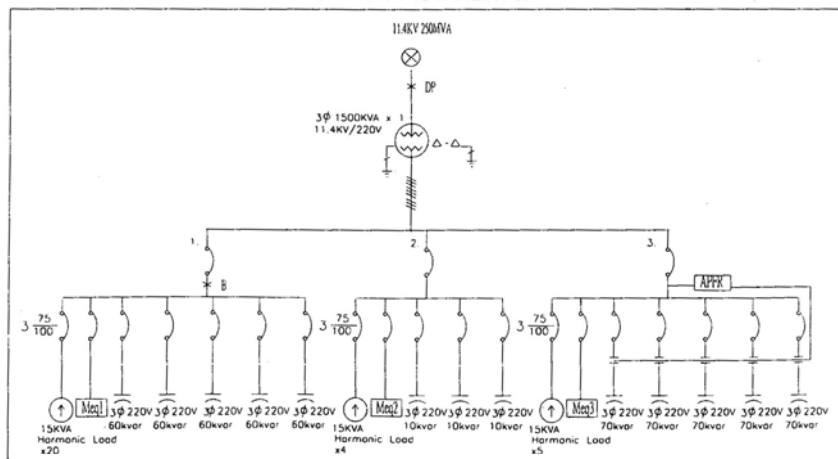 11.4KV 250MVA
DP
3Φ 1500KVA x 1
11.4KV/220V
Δ - Δ
1.
2.
3.
B
APFR
3 75/100
3 75/100
3 75/100
Meq1
Meq2
Meq3
3Φ 220V 60kvar
3Φ 220V 60kvar
3Φ 220V 60kvar
3Φ 220V 60kvar
3Φ 220V 60kvar
3Φ 220V 10kvar
3Φ 220V 10kvar
3Φ 220V 10kvar
3Φ 220V 70kvar
3Φ 220V 70kvar
3Φ 220V 70kvar
3Φ 220V 70kvar
3Φ 220V 70kvar
15KVA
Harmonic Load
x20
15KVA
Harmonic Load
x4
15KVA
Harmonic Load
x5